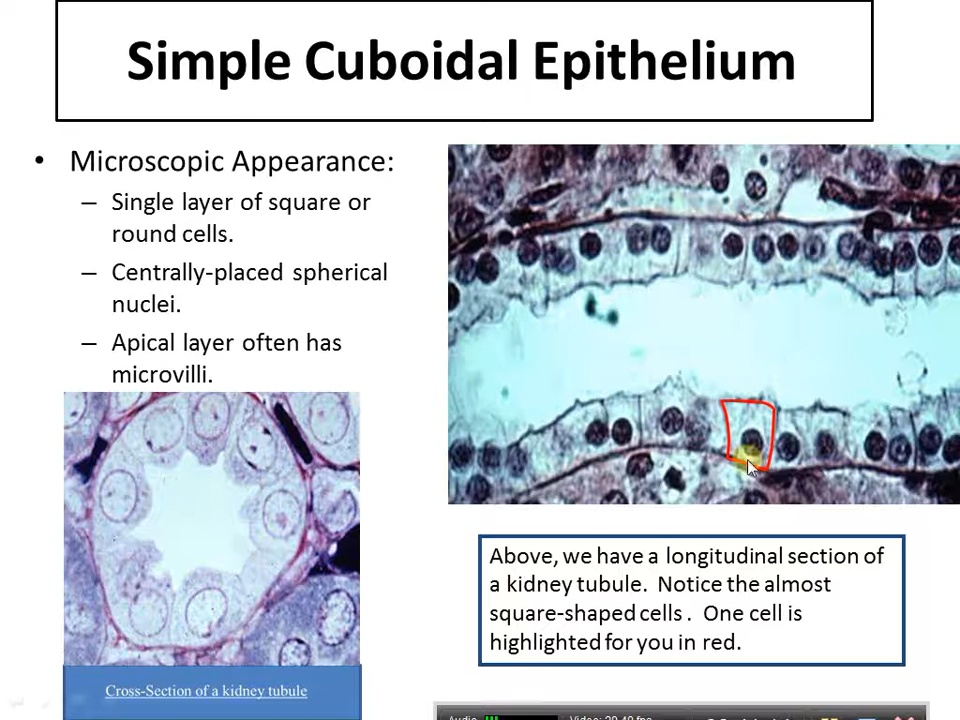 Simple Cuboidal Epithelium
• Microscopic Appearance:
– Single layer of square or
round cells.
– Centrally-placed spherical
nuclei.
– Apical layer often has
microvilli.
Cross-Section of a kidney tubule
Above, we have a longitudinal section of
a kidney tubule. Notice the almost
square-shaped cells . One cell is
highlighted for you in red.
Audio